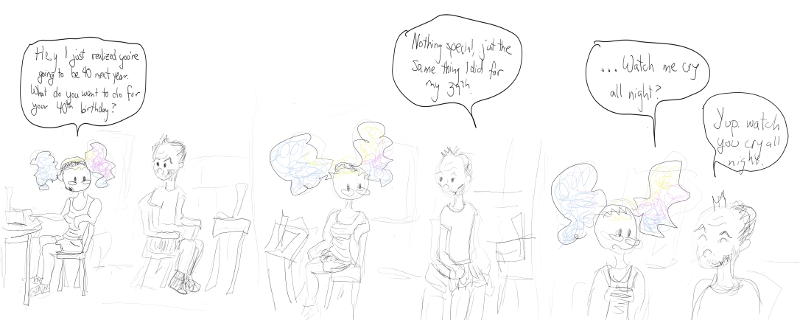 Hey, I just realized you're
going to be 40 next year.
What do you want to do for
your 40th birthday?
Nothing special, just the
same thing I did for
my 39th.
...Watch me cry
all night?
Yup. watch
you cry all
night.